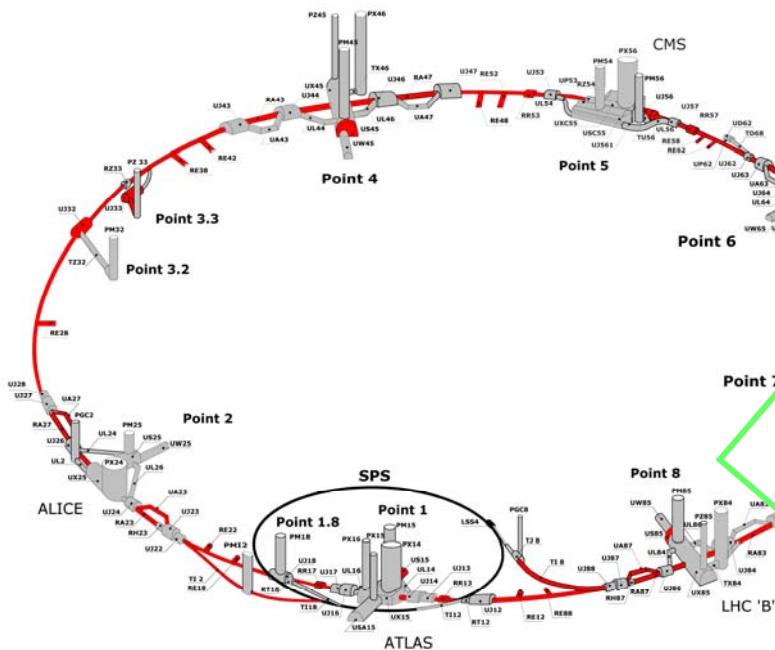 PZ45
PX46
PM45
CMS
PX56
PM54
PM56
TX46
UX45
UJ44
UJ46
RA47
UJ47
RE52
UJ53
UP53
RZ54
UJ56
UJ57
RR57
UD62
TD68
RA43
UJ43
UA43
UL44
UL46
US45
UA47
UW45
RE48
RR53
UL54
UXC55
USC55
UJ561
TU56
UL56
RE58
RE62
UP62
UJ62
UJ63
UA63
UJ64
UL64
UW65
Point 4
Point 5
Point 6
RE42
RE38
RZ33
PZ 33
UJ33
Point 3.3
UJ32
PM32
TZ32
Point 3.2
RE28
UJ28
UJ27
UA27
PGC2
RA27
UJ26
UL2
UX25
PM25
UL24
US25
UW25
PX24
UL26
Point 2
ALICE
UJ24
RA23
UA23
RH23
UJ23
UJ22
RE22
PM12
TI 2
RE18
SPS
Point 1.8
PM18
Point 1
PM15
PX16
PX15
PX14
UJ18
RR17
UJ17
UL16
US15
UL14
UJ14
UJ13
RR13
RT18
TI18
UJ16
USA15
UX15
TI12
RT12
UJ12
ATLAS
LSS4
PGC8
TJ 8
TI 8
RE12
RE88
UJ88
UJ87
UA87
RH87
RA87
UJ86
Point 7
Point 8
PM85
PX84
PZ85
UW85
US85
UL86
UL84
UX85
TX84
UJ84
RA83
LHC 'B'